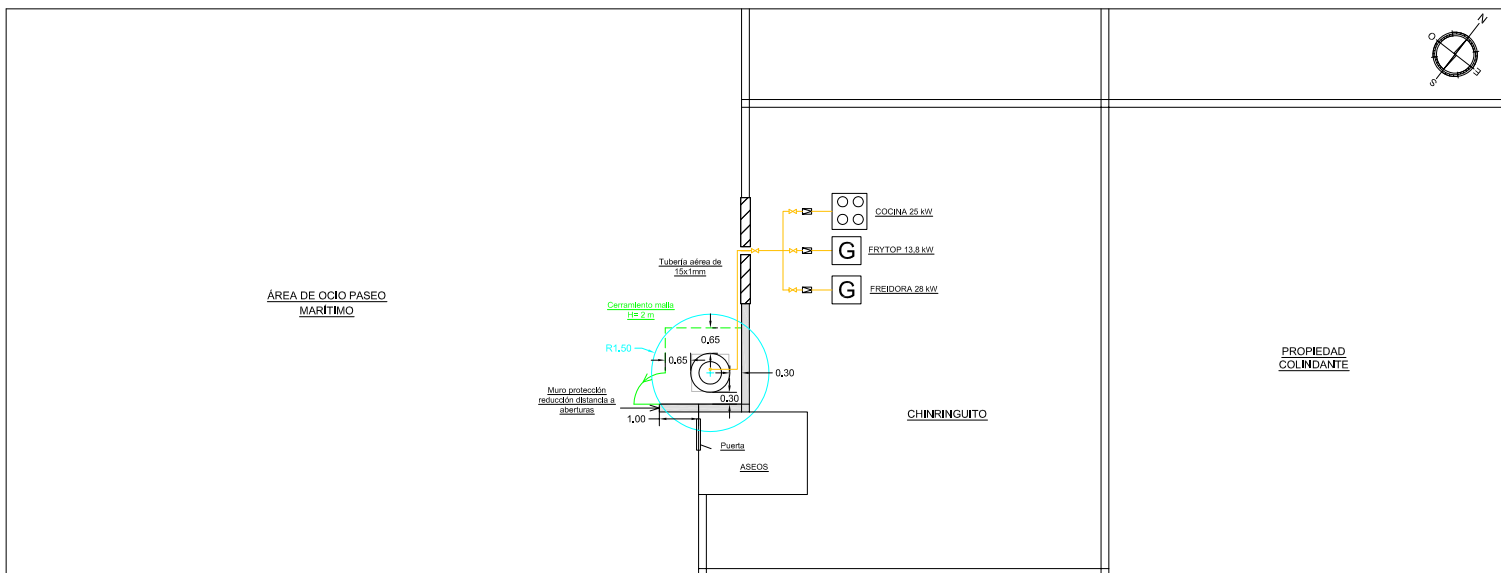 N
O
E
S
COCINA 25 kW
G
FRYTOP 13,8 kW
G
FREIDORA 28 kW
Tubería aérea de
15x1mm
ÁREA DE OCIO PASEO
MARÍTIMO
Cerramiento malla
H= 2 m
R1.50
0.65
0.65
0.30
0.30
1.00
Muro protección
reducción distancia a
aberturas
Puerta
ASEOS
CHINRINGUITO
PROPIEDAD
COLINDANTE